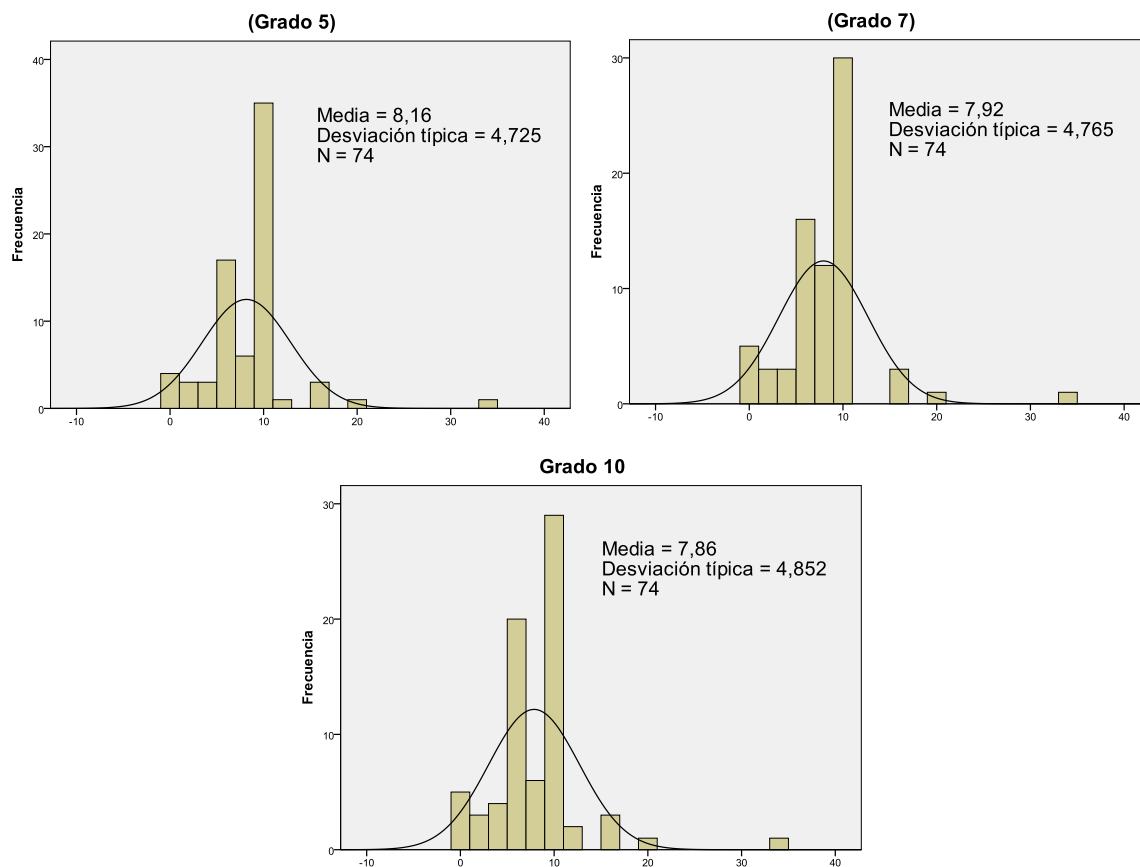 (Grado 5)
40
30
20
10
0
Frecuencia
Media = 8,16
Desviación típica = 4,725
N = 74
-10 0 10 20 30 40
(Grado 7)
30
20
10
0
Frecuencia
Media = 7,92
Desviación típica = 4,765
N = 74
-10 0 10 20 30 40
Grado 10
30
20
10
0
Frecuencia
Media = 7,86
Desviación típica = 4,852
N = 74
-10 0 10 20 30 40